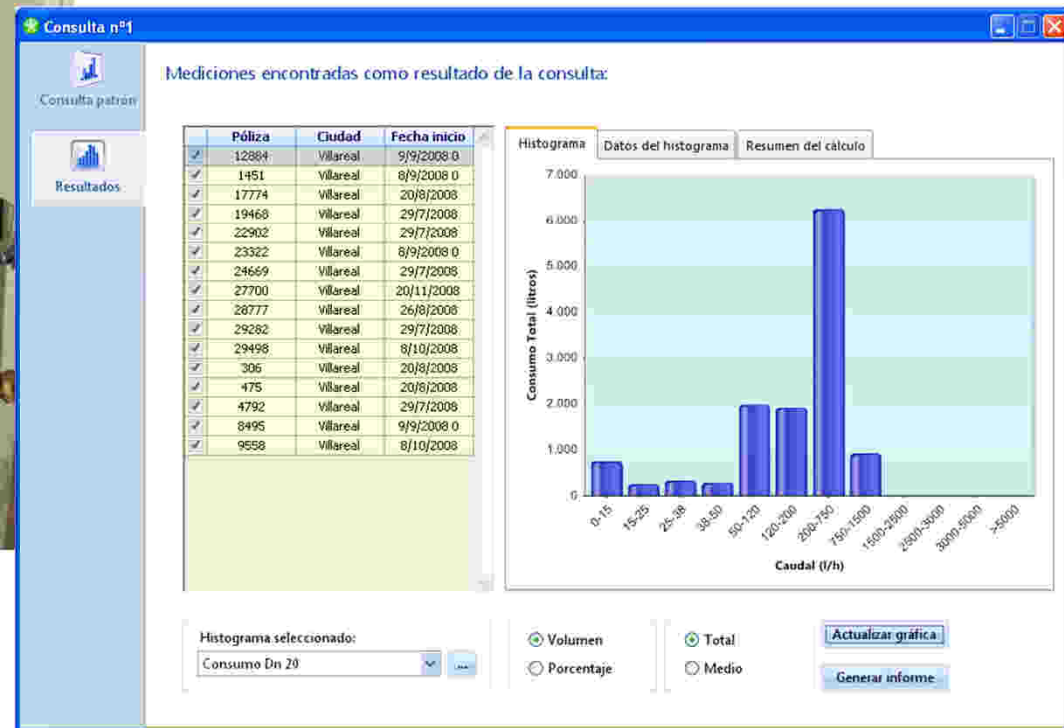 Consulta nº1
Consulta patrón
Resultados
Mediciones encontradas como resultado de la consulta:
Póliza Ciudad Fecha inicio
12884 Villareal 9/9/2008 0
1451 Villareal 8/9/2008 0
17774 Villareal 20/8/2008
19468 Villareal 29/7/2008
22902 Villareal 29/7/2008
23322 Villareal 8/9/2008 0
24669 Villareal 29/7/2008
27700 Villareal 20/11/2008
28777 Villareal 26/8/2008
29282 Villareal 29/7/2008
29498 Villareal 8/10/2008
306 Villareal 20/8/2008
475 Villareal 20/8/2008
4792 Villareal 29/7/2008
8495 Villareal 9/9/2008 0
9558 Villareal 8/10/2008
Histograma Datos del histograma Resumen del cálculo
7.000
6.000
5.000
4.000
3.000
2.000
1.000
0
Consumo Total (litros)
0-15 15-25 25-38 38-50 50-120 120-200 200-750 750-1500 1500-2500 2500-3000 3000-5000 >5000
Caudal (l/h)
Histograma seleccionado:
Consumo Dn 20
...
Volumen
Porcentaje
Total
Medio
Actualizar gráfica
Generar informe